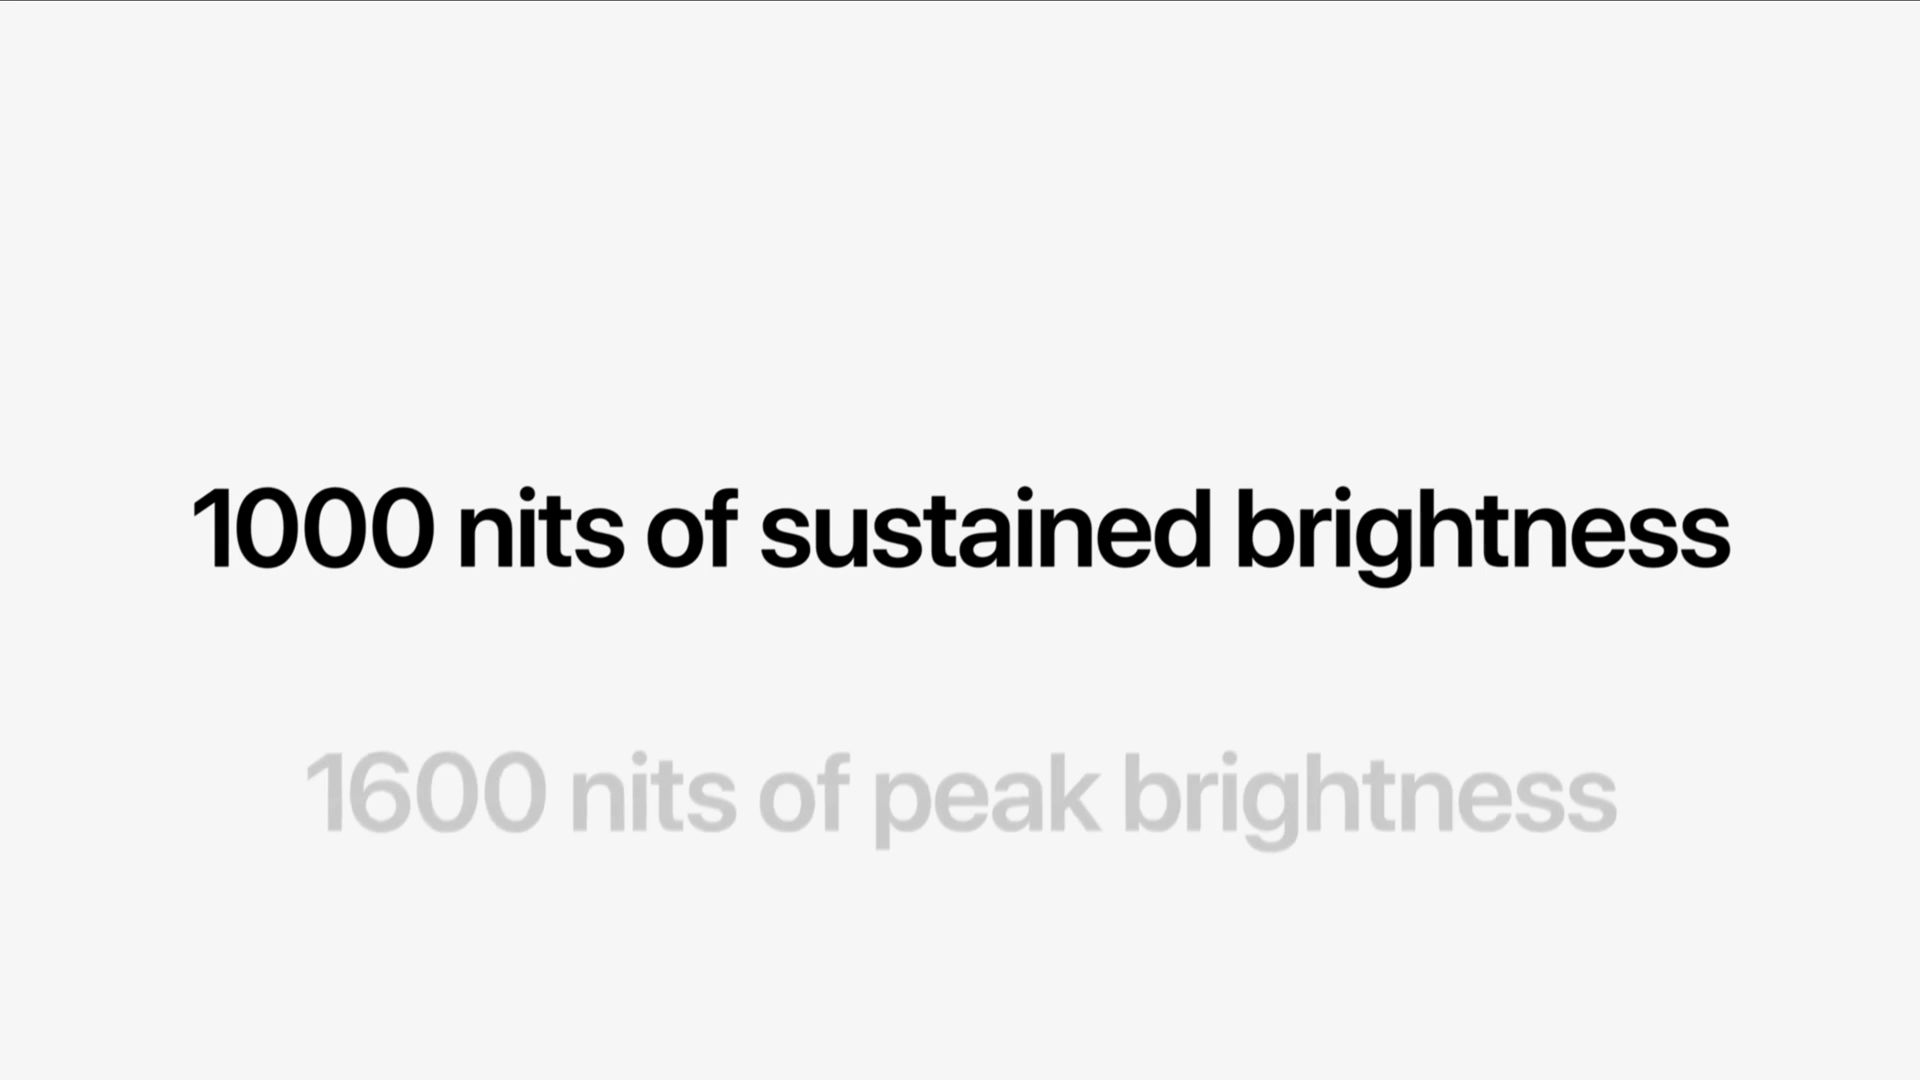 1000 nits of sustained brightness
1600 nits of peak brightness